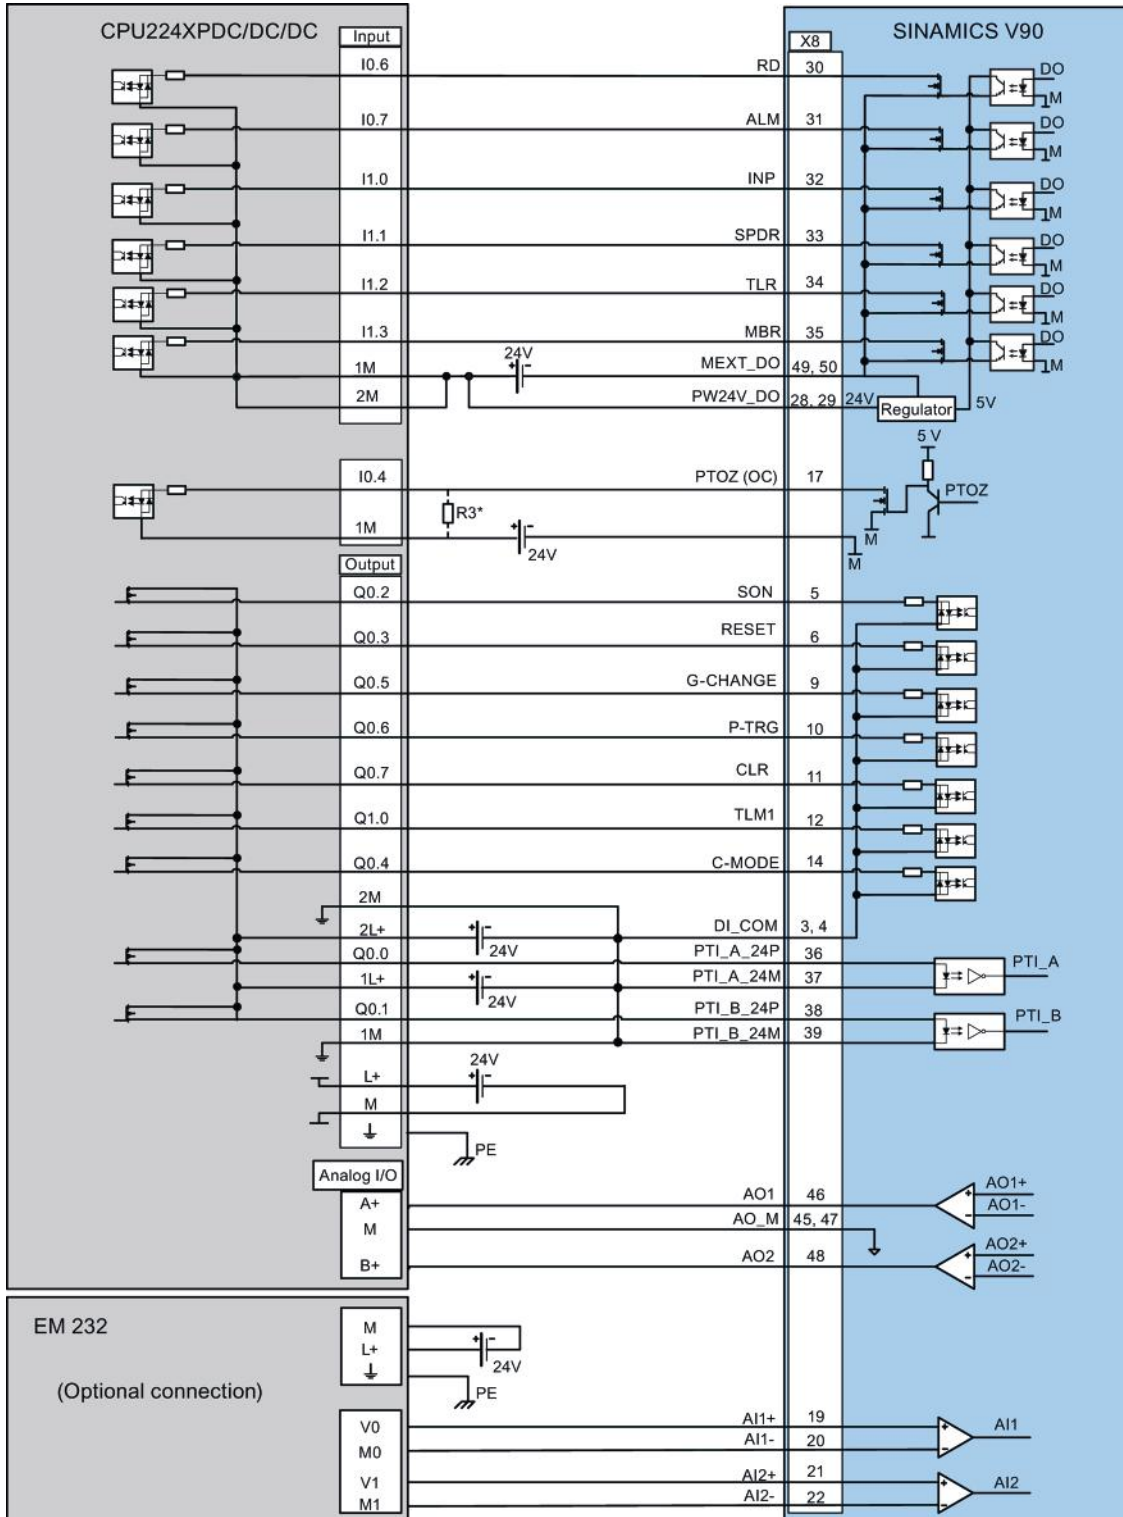 CPU224XPDC/DC/DC Input X8 SINAMICS V90
I0.6 RD 30 DO
M
I0.7 ALM 31 DO
M
I1.0 INP 32 DO
M
I1.1 SPDR 33 DO
M
I1.2 TLR 34 DO
M
I1.3 MBR 35 DO
M
24V
1M MEXT_DO 49, 50
2M PW24V_DO 28, 29 24V Regulator 5V
5 V
I0.4 PTOZ (OC) 17 PTOZ
R3*
1M 24V M M
Output
Q0.2 SON 5
Q0.3 RESET 6
Q0.5 G-CHANGE 9
Q0.6 P-TRG 10
Q0.7 CLR 11
Q1.0 TLM1 12
Q0.4 C-MODE 14
2M
2L+ 24V DI_COM 3, 4
Q0.0 PTI_A_24P 36 PTI_A
1L+ 24V PTI_A_24M 37
Q0.1 PTI_B_24P 38 PTI_B
1M PTI_B_24M 39
24V
L+
M
PE
Analog I/O
A+ AO1 46 AO1+
AO1-
M AO_M 45, 47
B+ AO2 48 AO2+
AO2-
EM 232
(Optional connection)
M
L+ 24V
PE
V0 AI1+ 19 AI1
M0 AI1- 20
V1 AI2+ 21 AI2
M1 AI2- 22